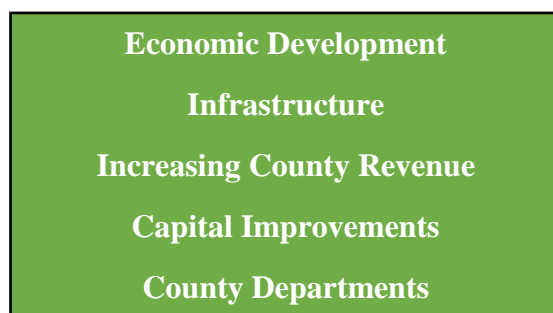 Economic Development
Infrastructure
Increasing County Revenue
Capital Improvements
County Departments